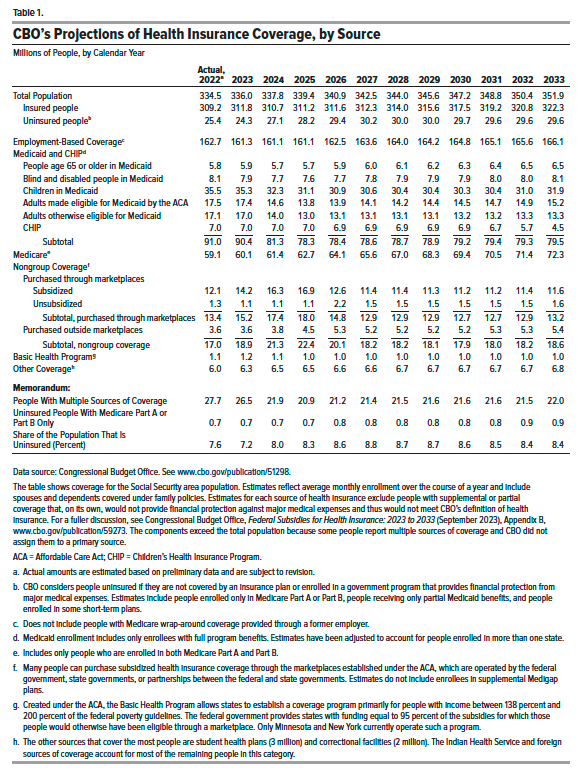 Table 1.
CBO's Projections of Health Insurance Coverage, by Source
Millions of People, by Calendar Year
Actual,
2022ᵃ 2023 2024 2025 2026 2027 2028 2029 2030 2031 2032 2033
Total Population 334.5 336.0 337.8 339.4 340.9 342.5 344.0 345.6 347.2 348.8 350.4 351.9
Insured people 309.2 311.8 310.7 311.2 311.6 312.3 314.0 315.6 317.5 319.2 320.8 322.3
Uninsured peopleᵇ 25.4 24.3 27.1 28.2 29.4 30.2 30.0 30.0 29.7 29.6 29.6 29.6
Employment-Based Coverageᶜ 162.7 161.3 161.1 161.1 162.5 163.6 164.0 164.2 164.8 165.1 165.6 166.1
Medicaid and CHIPᵈ
People age 65 or older in Medicaid 5.8 5.9 5.7 5.7 5.9 6.0 6.1 6.2 6.3 6.4 6.5 6.5
Blind and disabled people in Medicaid 8.1 7.9 7.7 7.6 7.7 7.8 7.9 7.9 7.9 8.0 8.0 8.1
Children in Medicaid 35.5 35.3 32.3 31.1 30.9 30.6 30.4 30.4 30.3 30.4 31.0 31.9
Adults made eligible for Medicaid by the ACA 17.5 17.4 14.6 13.8 13.9 14.1 14.2 14.4 14.5 14.7 14.9 15.2
Adults otherwise eligible for Medicaid 17.1 17.0 14.0 13.0 13.1 13.1 13.1 13.1 13.2 13.2 13.3 13.3
CHIP 7.0 7.0 7.0 7.0 6.9 6.9 6.9 6.9 6.9 6.7 5.7 4.5
Subtotal 91.0 90.4 81.3 78.3 78.4 78.6 78.7 78.9 79.2 79.4 79.3 79.5
Medicareᵉ 59.1 60.1 61.4 62.7 64.1 65.6 67.0 68.3 69.4 70.5 71.4 72.3
Nongroup Coverageᶠ
Purchased through marketplaces
Subsidized 12.1 14.2 16.3 16.9 12.6 11.4 11.4 11.3 11.2 11.2 11.4 11.6
Unsubsidized 1.3 1.1 1.1 1.1 2.2 1.5 1.5 1.5 1.5 1.5 1.5 1.6
Subtotal, purchased through marketplaces 13.4 15.2 17.4 18.0 14.8 12.9 12.9 12.9 12.7 12.7 12.9 13.2
Purchased outside marketplaces 3.6 3.6 3.8 4.5 5.3 5.2 5.2 5.2 5.2 5.3 5.3 5.4
Subtotal, nongroup coverage 17.0 18.9 21.3 22.4 20.1 18.2 18.2 18.1 17.9 18.0 18.2 18.6
Basic Health Programᵍ 1.1 1.2 1.1 1.0 1.0 1.0 1.0 1.0 1.0 1.0 1.0 1.0
Other Coverageʰ 6.0 6.3 6.5 6.5 6.6 6.6 6.7 6.7 6.7 6.7 6.7 6.8
Memorandum:
People With Multiple Sources of Coverage 27.7 26.5 21.9 20.9 21.2 21.4 21.5 21.6 21.6 21.6 21.5 22.0
Uninsured People With Medicare Part A or
Part B Only 0.7 0.7 0.7 0.7 0.8 0.8 0.8 0.8 0.8 0.8 0.9 0.9
Share of the Population That Is
Uninsured (Percent) 7.6 7.2 8.0 8.3 8.6 8.8 8.7 8.7 8.6 8.5 8.4 8.4
Data source: Congressional Budget Office. See www.cbo.gov/publication/51298.
The table shows coverage for the Social Security area population. Estimates reflect average monthly enrollment over the course of a year and include
spouses and dependents covered under family policies. Estimates for each source of health insurance exclude people with supplemental or partial
coverage that, on its own, would not provide financial protection against major medical expenses and thus would not meet CBO's definition of health
insurance. For a fuller discussion, see Congressional Budget Office, Federal Subsidies for Health Insurance: 2023 to 2033 (September 2023), Appendix B,
www.cbo.gov/publication/59273. The components exceed the total population because some people report multiple sources of coverage and CBO did not
assign them to a primary source.
ACA = Affordable Care Act; CHIP = Children's Health Insurance Program.
a. Actual amounts are estimated based on preliminary data and are subject to revision.
b. CBO considers people uninsured if they are not covered by an insurance plan or enrolled in a government program that provides financial protection from
major medical expenses. Estimates include people enrolled only in Medicare Part A or Part B, people receiving only partial Medicaid benefits, and people
enrolled in some short-term plans.
c. Does not include people with Medicare wrap-around coverage provided through a former employer.
d. Medicaid enrollment includes only enrollees with full program benefits. Estimates have been adjusted to account for people enrolled in more than one state.
e. Includes only people who are enrolled in both Medicare Part A and Part B.
f. Many people can purchase subsidized health insurance coverage through the marketplaces established under the ACA, which are operated by the federal
government, state governments, or partnerships between the federal and state governments. Estimates do not include enrollees in supplemental Medigap
plans.
g. Created under the ACA, the Basic Health Program allows states to establish a coverage program primarily for people with income between 138 percent and
200 percent of the federal poverty guidelines. The federal government provides states with funding equal to 95 percent of the subsidies for which those
people would otherwise have been eligible through a marketplace. Only Minnesota and New York currently operate such a program.
h. The other sources that cover the most people are student health plans (3 million) and correctional facilities (2 million). The Indian Health Service and foreign
sources of coverage account for most of the remaining people in this category.